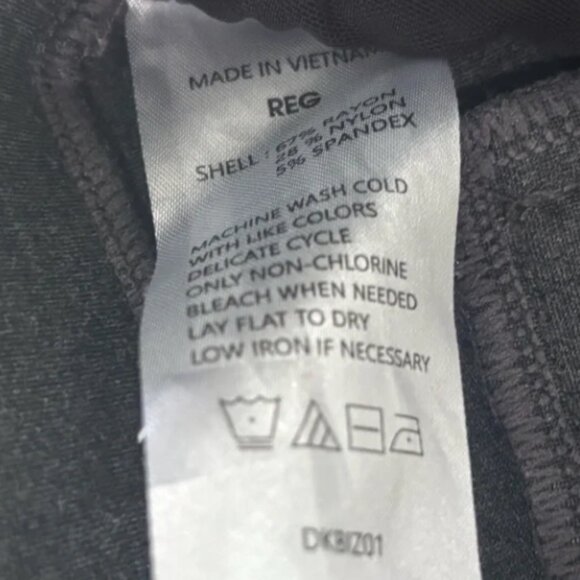 MADE IN VIETNAM
REG
SHELL : 67% RAYON
28 % NYLON
5% SPANDEX
MACHINE WASH COLD
WITH LIKE COLORS
DELICATE CYCLE
ONLY NON-CHLORINE
BLEACH WHEN NEEDED
LAY FLAT TO DRY
LOW IRON IF NECESSARY
DKBIZ01